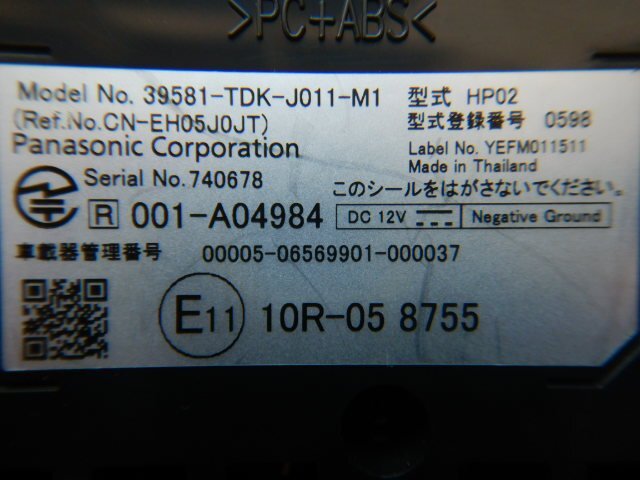 >PC+ABS<
Model No. 39581-TDK-J011-M1 型式 HP02
(Ref.No.CN-EH05J0JT) 型式登録番号 0598
Panasonic Corporation Label No. YEFM011511
Made in Thailand
Serial No.740678 このシールをはがさないでください。
R 001-A04984 DC 12V Negative Ground
車載器管理番号 00005-06569901-000037
E11 10R-05 8755